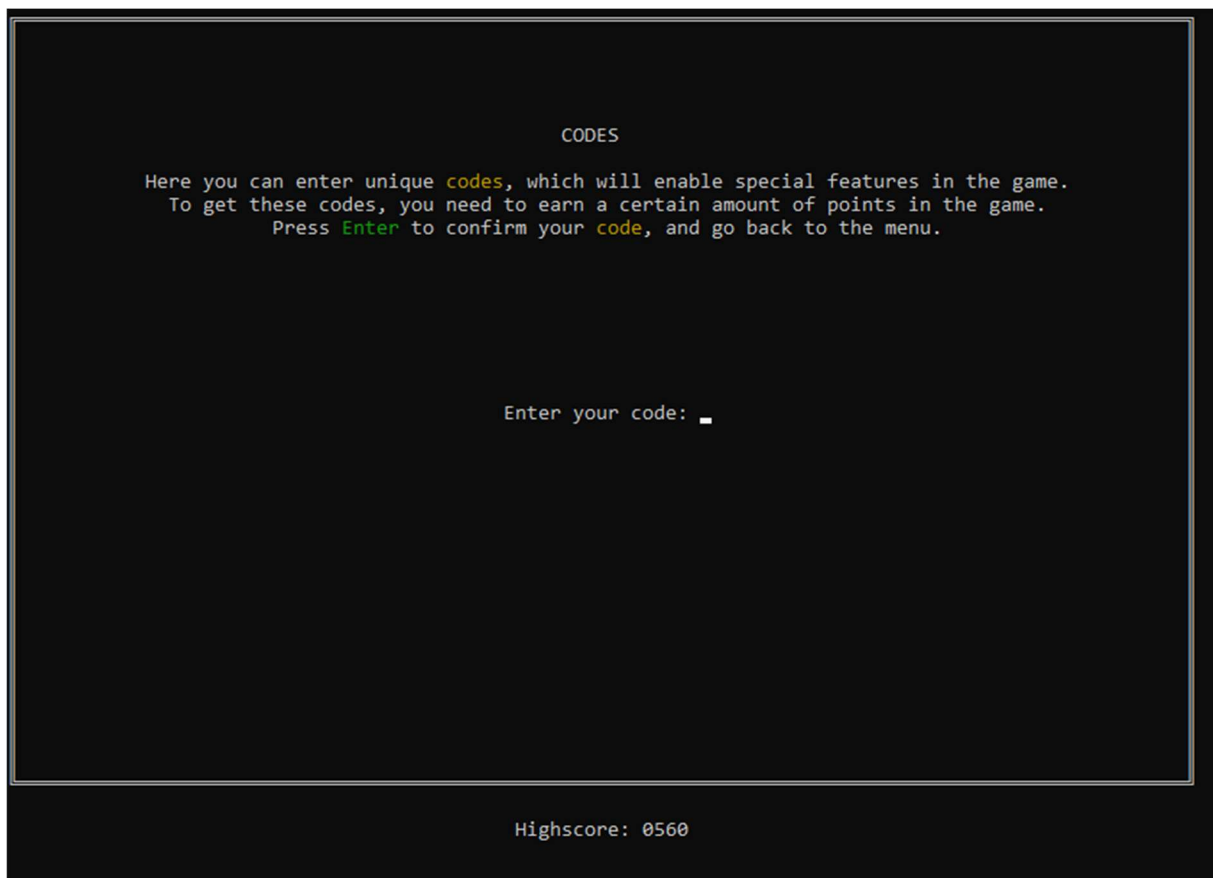 CODES
Here you can enter unique codes, which will enable special features in the game.
To get these codes, you need to earn a certain amount of points in the game.
Press Enter to confirm your code, and go back to the menu.
Enter your code:
Highscore: 0560